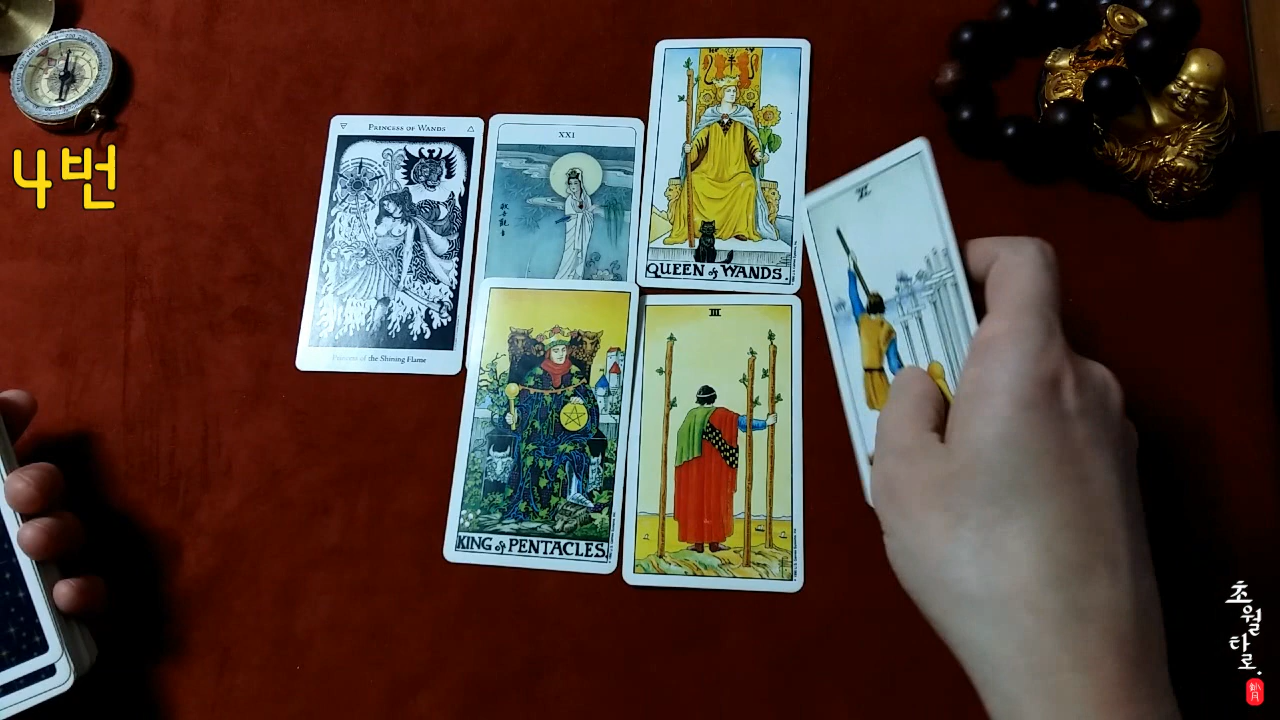 4번
PRINCESS OF WANDS
Princess of the Shining Flame
XXI
QUEEN of WANDS.
KING of PENTACLES.
III
초월타로.